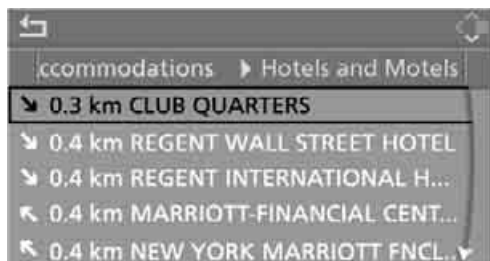 ccommodations Hotels and Motels
0.3 km CLUB QUARTERS
0.4 km REGENT WALL STREET HOTEL
0.4 km REGENT INTERNATIONAL H...
0.4 km MARRIOTT-FINANCIAL CENT...
0.4 km NEW YORK MARRIOTT FNCL..